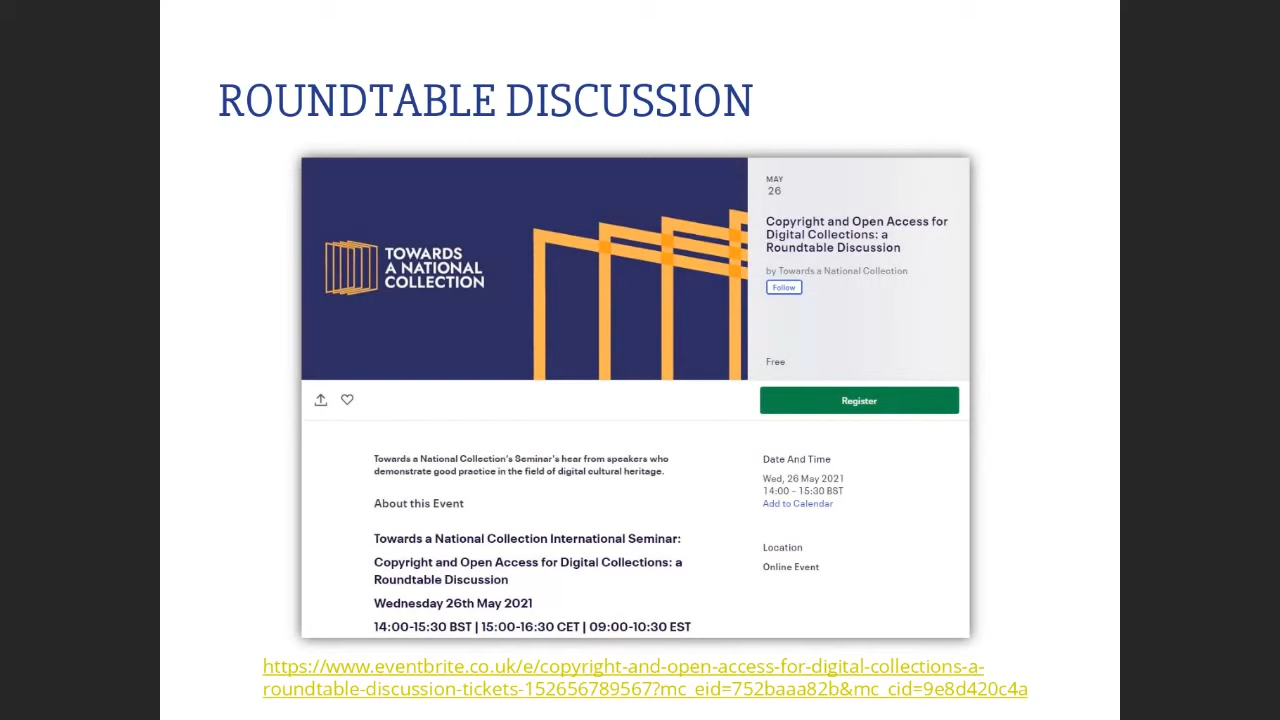 ROUNDTABLE DISCUSSION
TOWARDS
A NATIONAL
COLLECTION
MAY
26
Copyright and Open Access for
Digital Collections: a
Roundtable Discussion
by Towards a National Collection
Follow
Free
Register
Towards a National Collection's Seminar's hear from speakers who
demonstrate good practice in the field of digital cultural heritage.
About this Event
Towards a National Collection International Seminar:
Copyright and Open Access for Digital Collections: a
Roundtable Discussion
Wednesday 26th May 2021
14:00-15:30 BST | 15:00-16:30 CET | 09:00-10:30 EST
Date And Time
Wed, 26 May 2021
14:00 – 15:30 BST
Add to Calendar
Location
Online Event
https://www.eventbrite.co.uk/e/copyright-and-open-access-for-digital-collections-a-
roundtable-discussion-tickets-152656789567?mc_eid=752baaa82b&mc_cid=9e8d420c4a